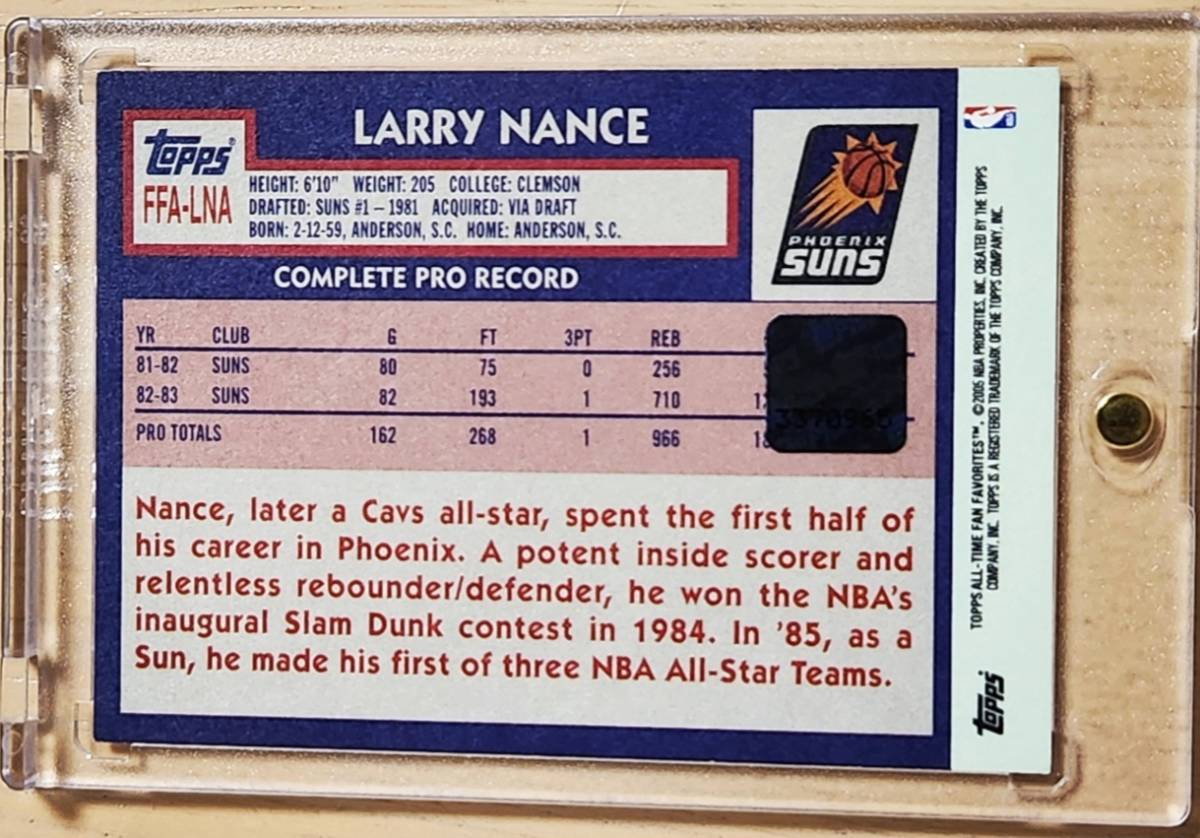 LARRY NANCE
TOPPS
FFA-LNA
HEIGHT: 6'10" WEIGHT: 205 COLLEGE: CLEMSON
DRAFTED: SUNS #1 – 1981 ACQUIRED: VIA DRAFT
BORN: 2-12-59, ANDERSON, S.C. HOME: ANDERSON, S.C.
PHOENIX
SUNS
COMPLETE PRO RECORD
YR CLUB G FT 3PT REB
81-82 SUNS 80 75 0 256
82-83 SUNS 82 193 1 710
PRO TOTALS 162 268 1 966
Nance, later a Cavs all-star, spent the first half of
his career in Phoenix. A potent inside scorer and
relentless rebounder/defender, he won the NBA's
inaugural Slam Dunk contest in 1984. In '85, as a
Sun, he made his first of three NBA All-Star Teams.
TOPPS ALL-TIME FAN FAVORITES™. ©2005 NBA PROPERTIES, INC. CREATED BY THE TOPPS
COMPANY, INC. TOPPS IS A REGISTERED TRADEMARK OF THE TOPPS COMPANY, INC.
TOPPS